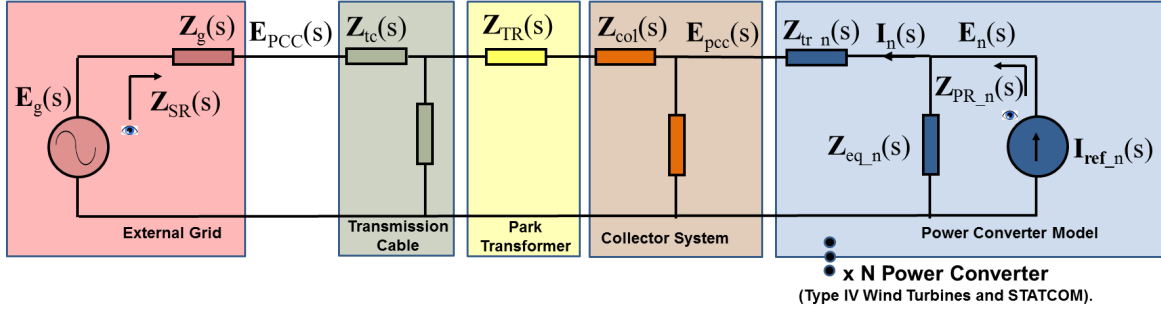 Z_g(s)
E_PCC(s)
Z_tc(s)
Z_TR(s)
Z_col(s)
E_pcc(s)
Z_tr_n(s)
I_n(s)
E_n(s)
E_g(s)
Z_SR(s)
Z_PR_n(s)
Z_eq_n(s)
I_ref_n(s)
External Grid
Transmission
Cable
Park
Transformer
Collector System
Power Converter Model
x N Power Converter
(Type IV Wind Turbines and STATCOM).